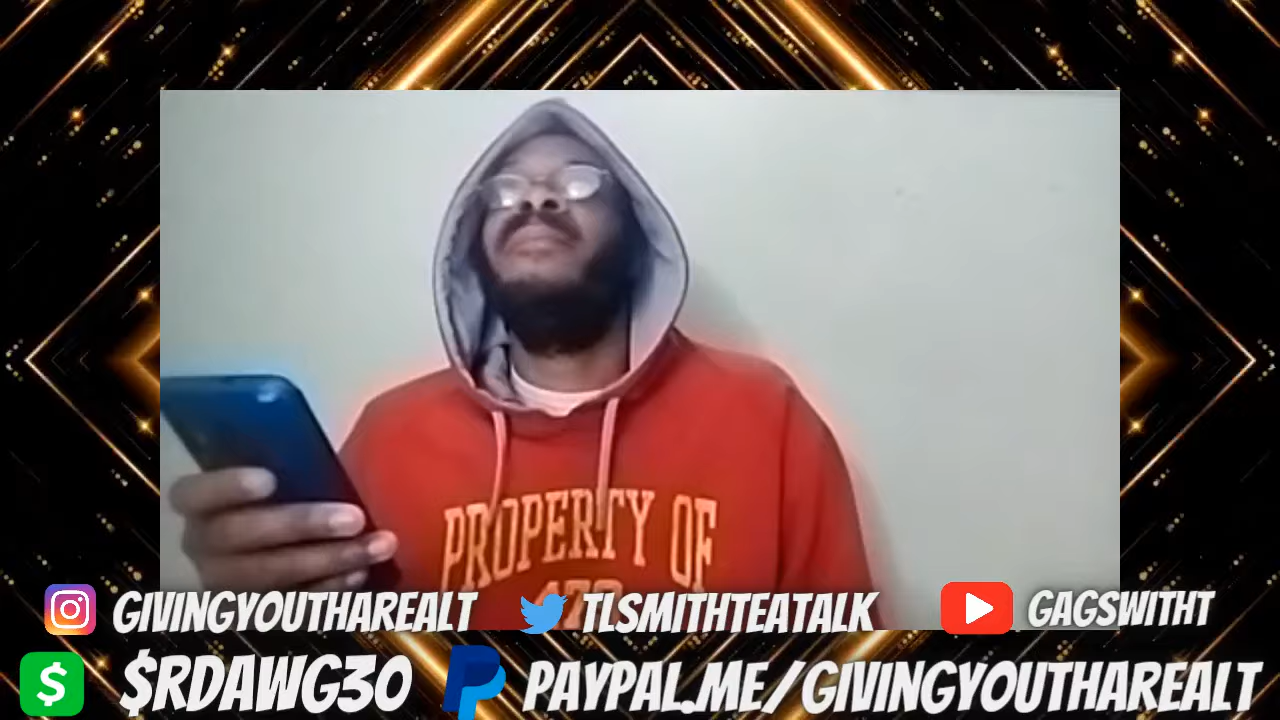 PROPERTY OF
GIVINGYOUTHAREALT TLSMITHTEATALK GAGSWITHT
$RDAWG30 PAYPAL.ME/GIVINGYOUTHAREALT